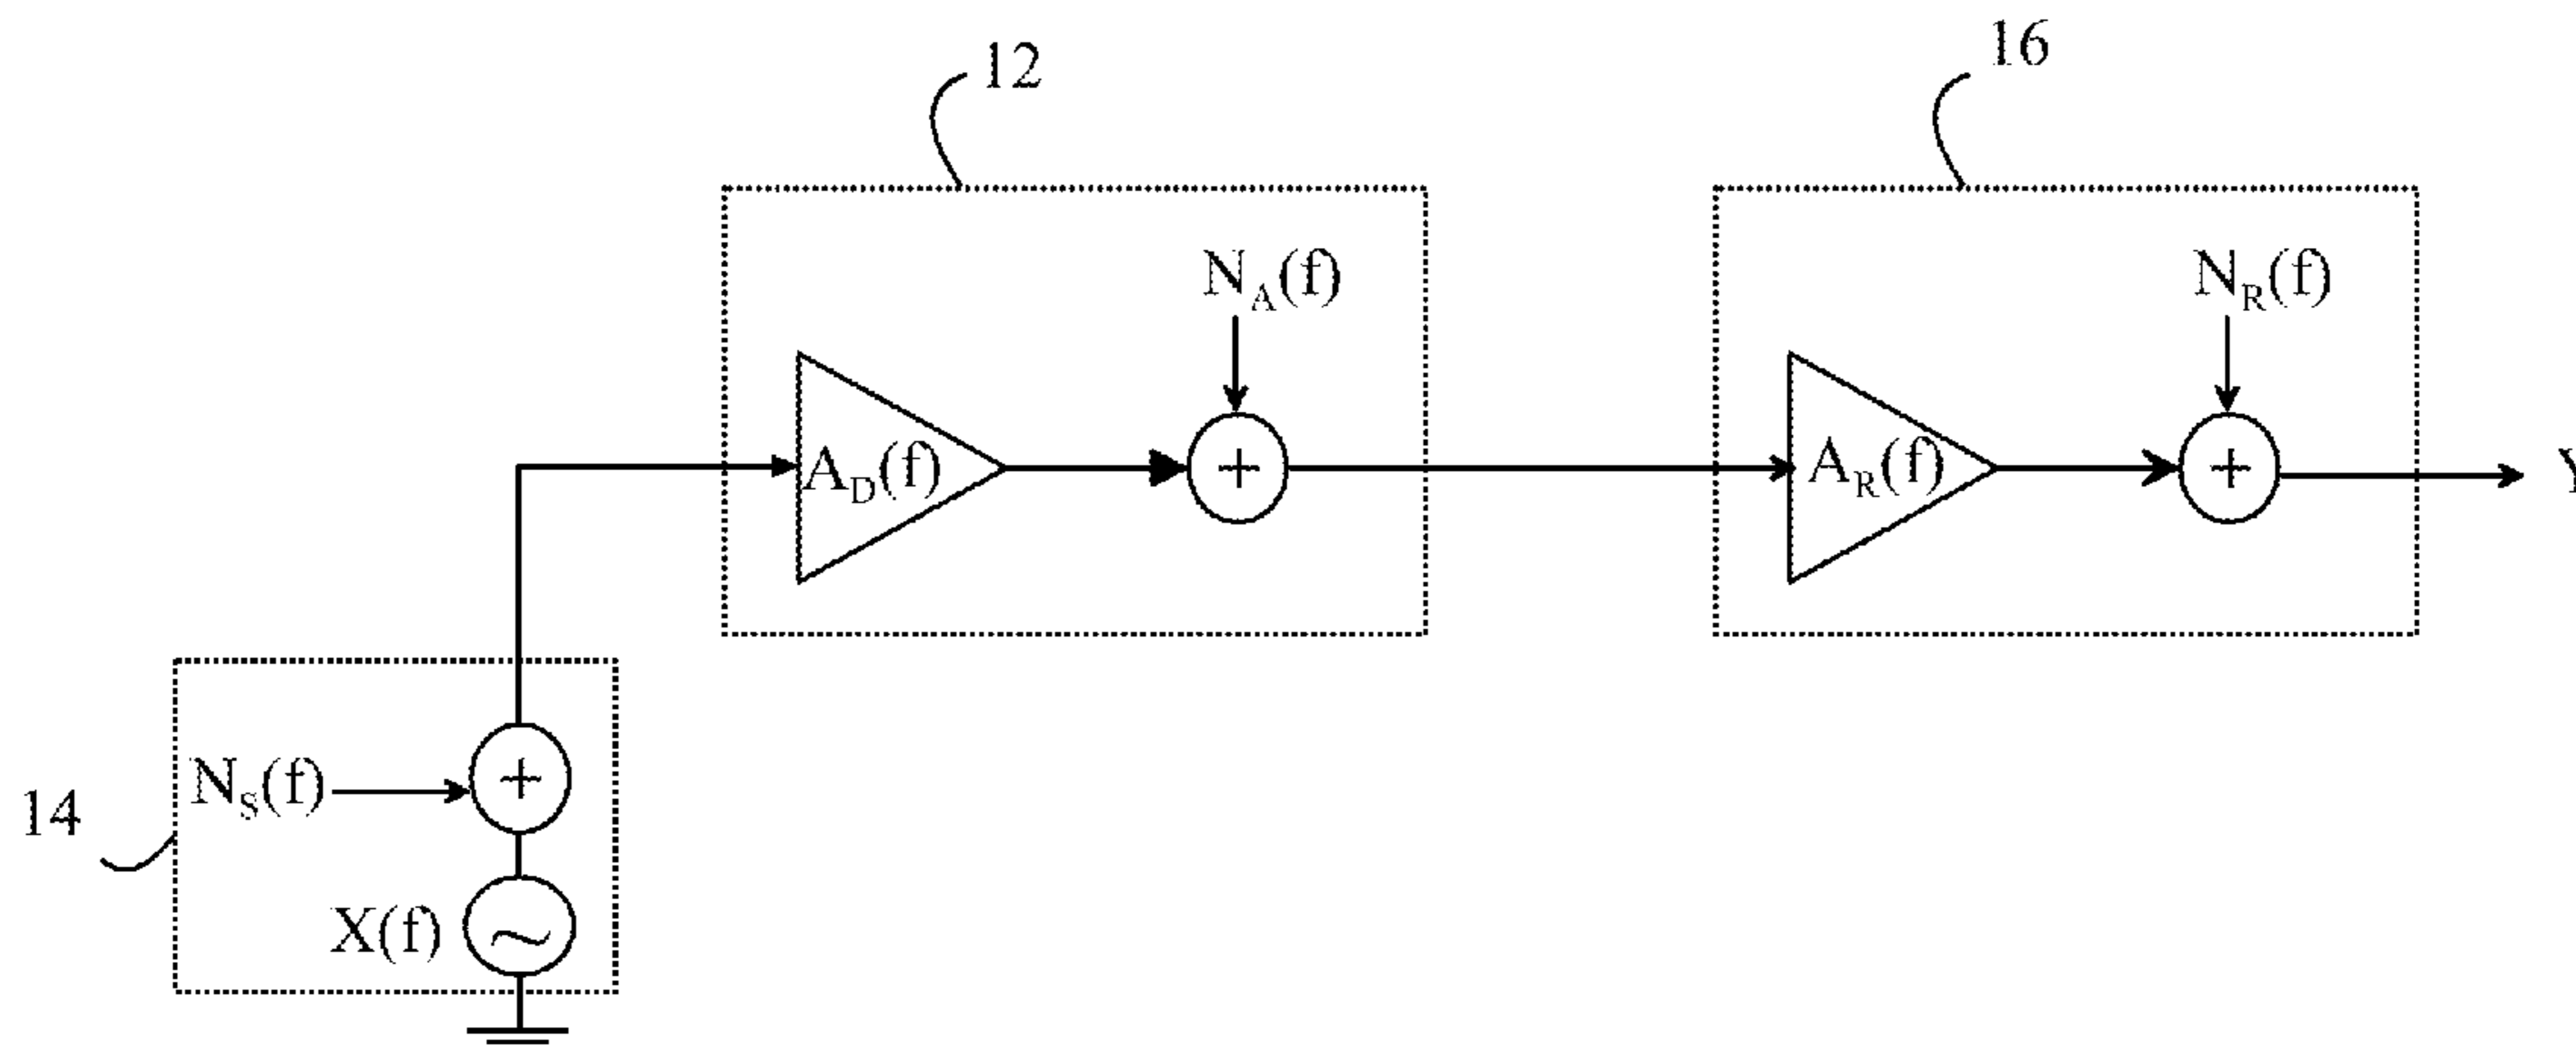 12
16
N_A(f)
N_R(f)
A_D(f)
+
A_R(f)
+
Y
14
N_S(f)
+
X(f)
~